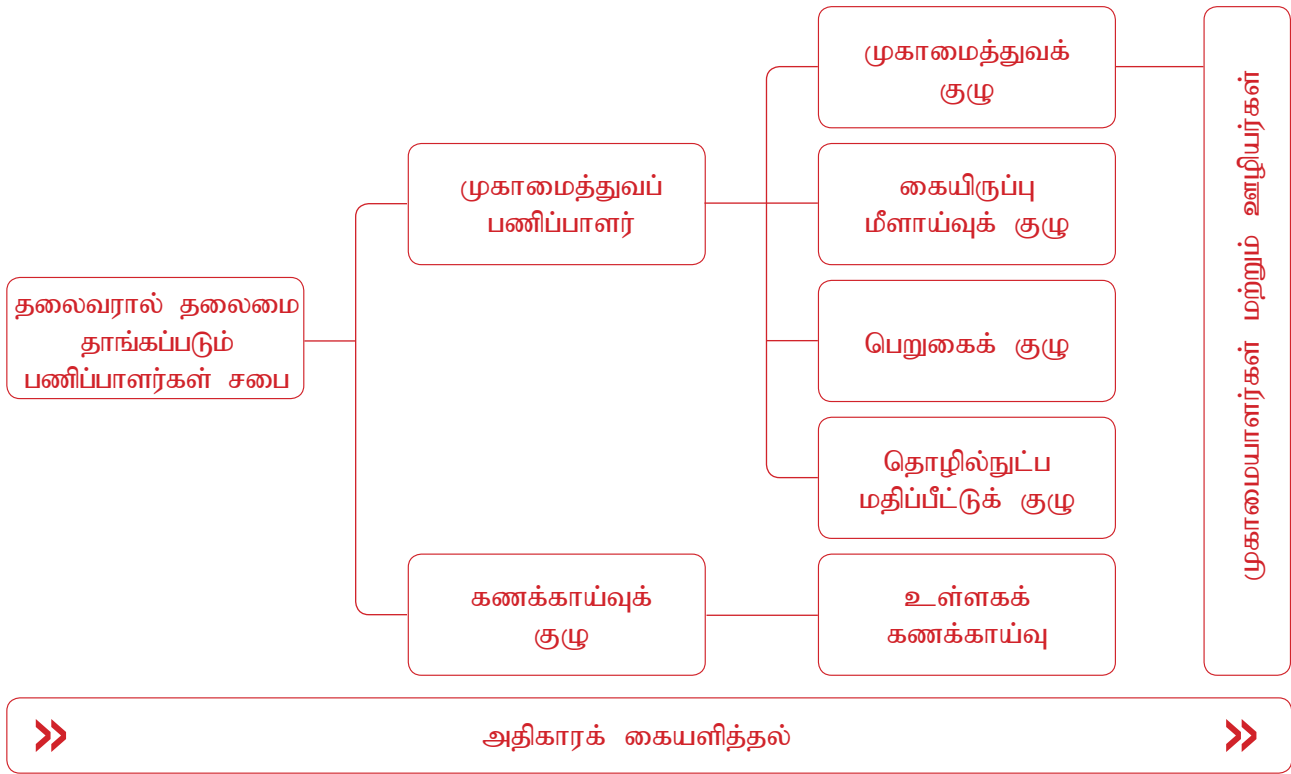 தலைவரால் தலைமை
தாங்கப்படும்
பணிப்பாளர்கள் சபை
முகாமைத்துவப்
பணிப்பாளர்
கணக்காய்வுக்
குழு
முகாமைத்துவக்
குழு
கையிருப்பு
மீளாய்வுக் குழு
பெறுகைக் குழு
தொழில்நுட்ப
மதிப்பீட்டுக் குழு
உள்ளகக்
கணக்காய்வு
முகாமையாளர்கள் மற்றும் ஊழியர்கள்
» அதிகாரக் கையளித்தல் »